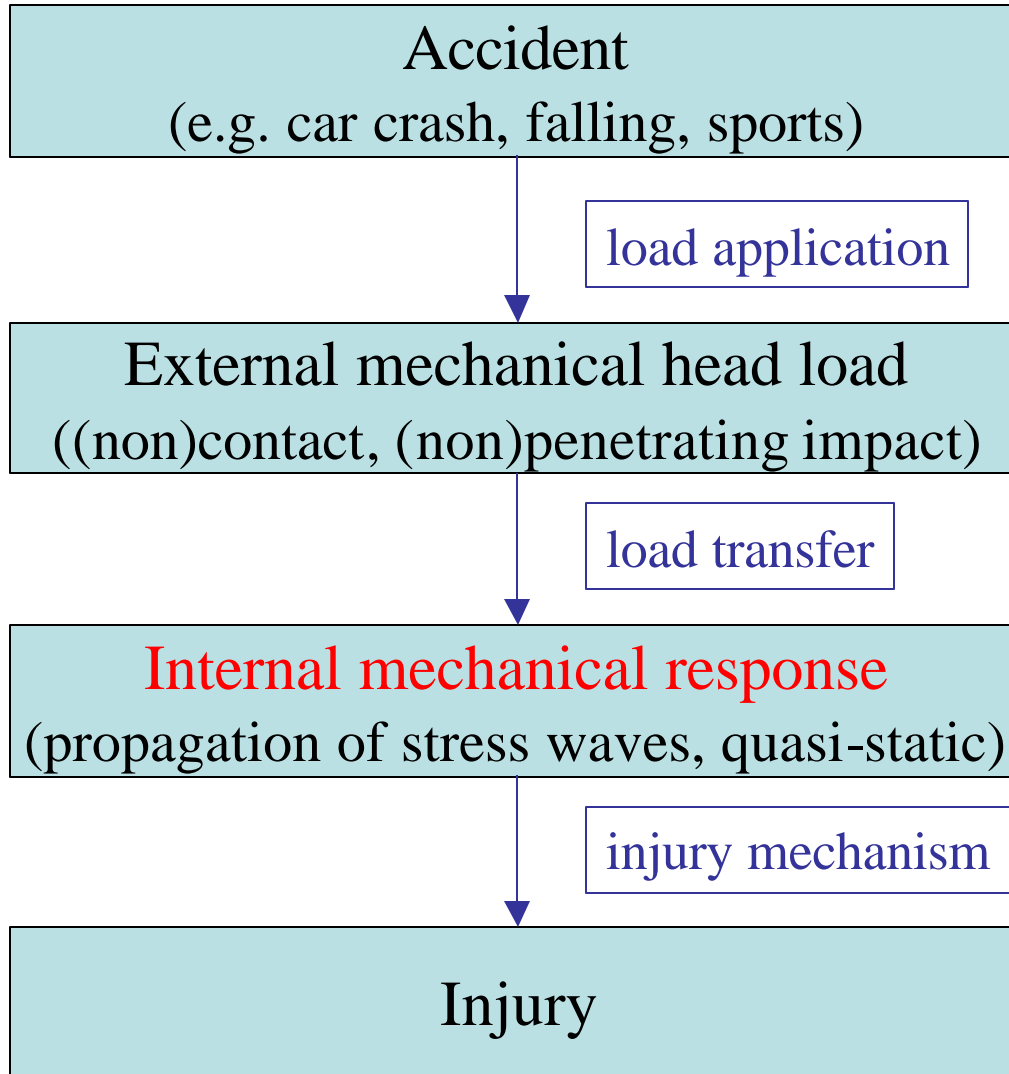 Accident
(e.g. car crash, falling, sports)
load application
External mechanical head load
((non)contact, (non)penetrating impact)
load transfer
Internal mechanical response
(propagation of stress waves, quasi-static)
injury mechanism
Injury